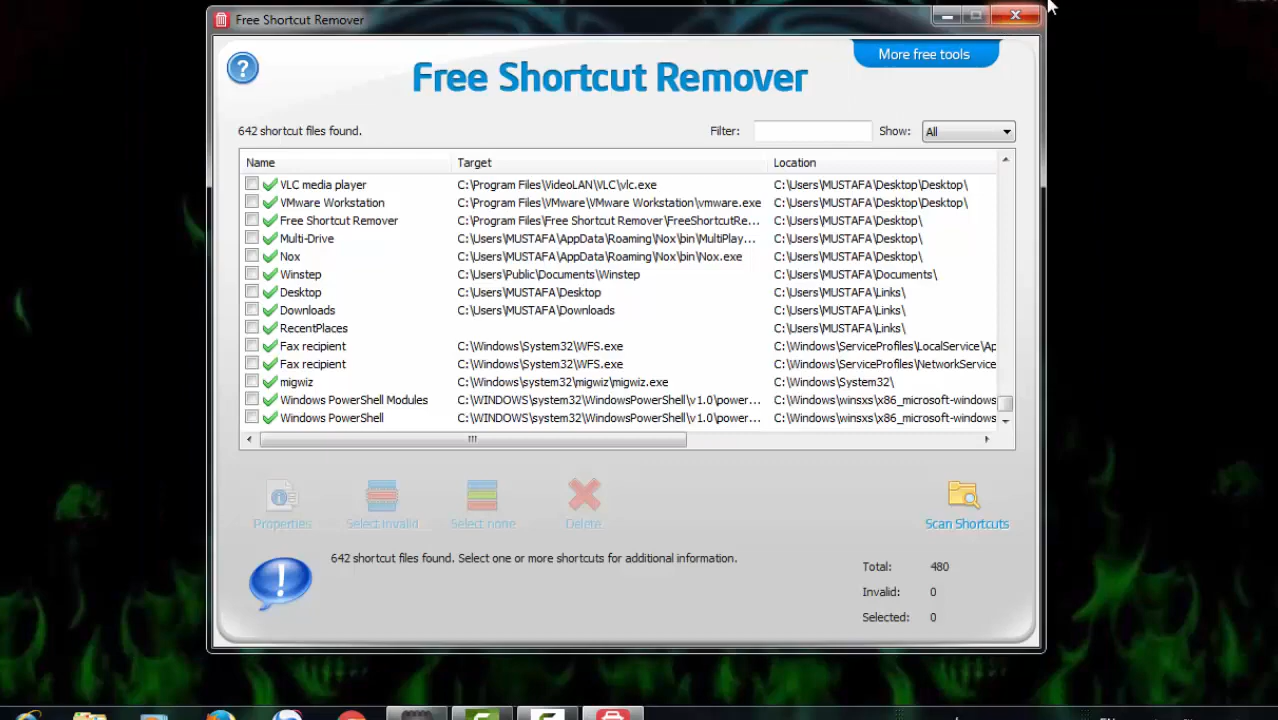 Free Shortcut Remover
More free tools
?
Free Shortcut Remover
642 shortcut files found. Filter: Show: All
Name Target Location
VLC media player C:\Program Files\VideoLAN\VLC\vlc.exe C:\Users\MUSTAFA\Desktop\Desktop\
VMware Workstation C:\Program Files\VMware\VMware Workstation\vmware.exe C:\Users\MUSTAFA\Desktop\Desktop\
Free Shortcut Remover C:\Program Files\Free Shortcut Remover\FreeShortcutRe... C:\Users\MUSTAFA\Desktop\
Multi-Drive C:\Users\MUSTAFA\AppData\Roaming\Nox\bin\MultiPlay... C:\Users\MUSTAFA\Desktop\
Nox C:\Users\MUSTAFA\AppData\Roaming\Nox\bin\Nox.exe C:\Users\MUSTAFA\Desktop\
Winstep C:\Users\Public\Documents\Winstep C:\Users\MUSTAFA\Documents\
Desktop C:\Users\MUSTAFA\Desktop C:\Users\MUSTAFA\Links\
Downloads C:\Users\MUSTAFA\Downloads C:\Users\MUSTAFA\Links\
RecentPlaces C:\Users\MUSTAFA\Links\
Fax recipient C:\Windows\System32\WFS.exe C:\Windows\ServiceProfiles\LocalService\Ap
Fax recipient C:\Windows\System32\WFS.exe C:\Windows\ServiceProfiles\NetworkService
migwiz C:\Windows\system32\migwiz\migwiz.exe C:\Windows\System32\
Windows PowerShell Modules C:\WINDOWS\system32\WindowsPowerShell\v1.0\power... C:\Windows\winsxs\x86_microsoft-windows
Windows PowerShell C:\WINDOWS\system32\WindowsPowerShell\v1.0\power... C:\Windows\winsxs\x86_microsoft-windows
Properties Select invalid Select none Delete Scan Shortcuts
642 shortcut files found. Select one or more shortcuts for additional information.
Total: 480
Invalid: 0
Selected: 0